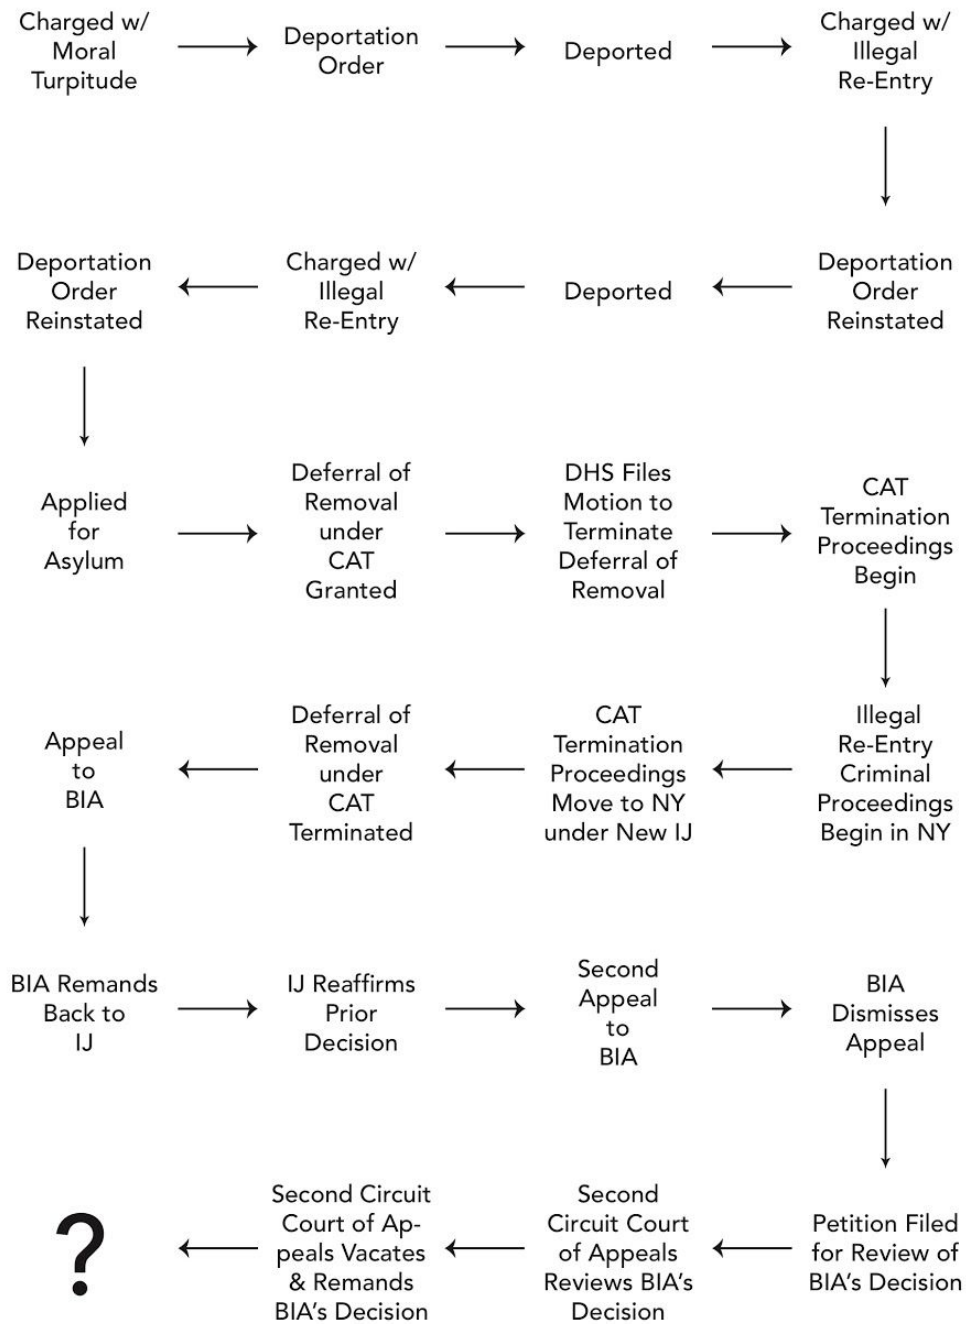 Charged w/
Moral
Turpitude
Deportation
Order
Deported
Charged w/
Illegal
Re-Entry
Deportation
Order
Reinstated
Deported
Charged w/
Illegal
Re-Entry
Deportation
Order
Reinstated
Applied
for
Asylum
Deferral of
Removal
under
CAT
Granted
DHS Files
Motion to
Terminate
Deferral of
Removal
CAT
Termination
Proceedings
Begin
Illegal
Re-Entry
Criminal
Proceedings
Begin in NY
CAT
Termination
Proceedings
Move to NY
under New IJ
Deferral of
Removal
under
CAT
Terminated
Appeal
to
BIA
BIA Remands
Back to
IJ
IJ Reaffirms
Prior
Decision
Second
Appeal
to
BIA
BIA
Dismisses
Appeal
Petition Filed
for Review of
BIA's Decision
Second
Circuit Court
of Appeals
Reviews BIA's
Decision
Second Circuit
Court of Ap-
peals Vacates
& Remands
BIA's Decision
?